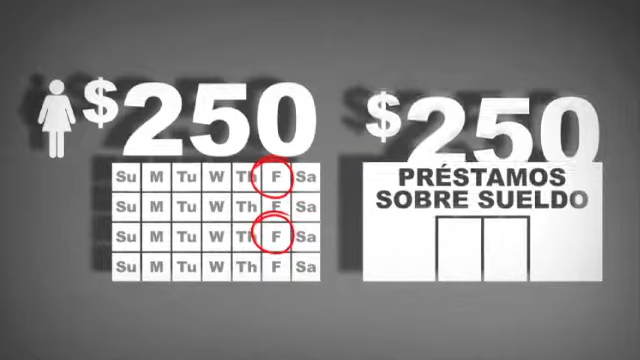 $250
Su M Tu W Th F Sa
Su M Tu W Th F Sa
Su M Tu W Th F Sa
Su M Tu W Th F Sa
$250
PRÉSTAMOS
SOBRE SUELDO